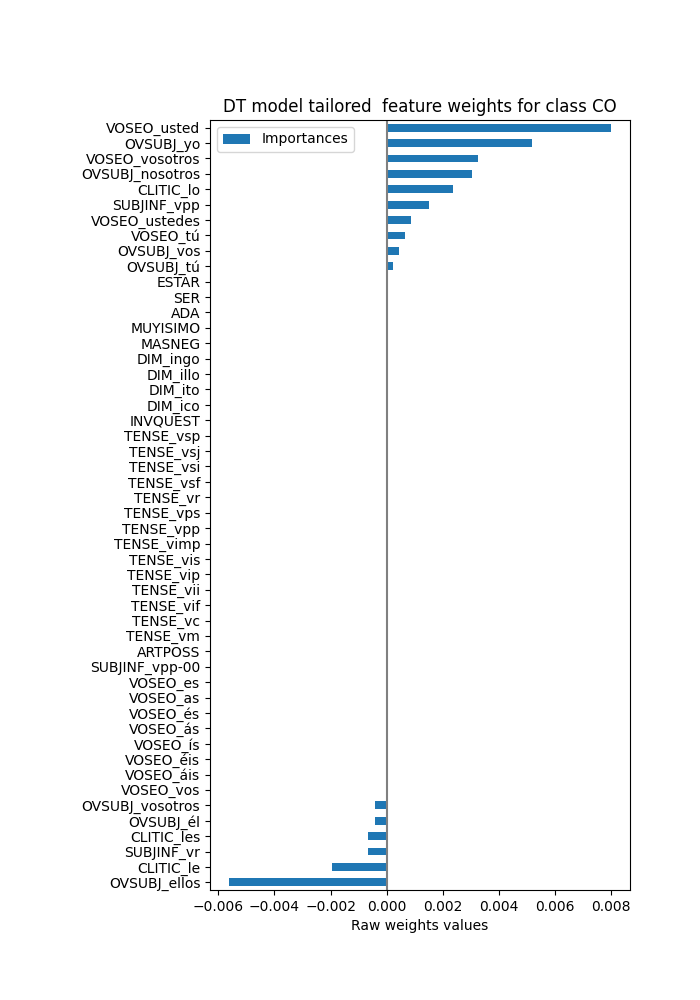 DT model tailored  feature weights for class CO
Importances
VOSEO_usted
OVSUBJ_yo
VOSEO_vosotros
OVSUBJ_nosotros
CLITIC_lo
SUBJINF_vpp
VOSEO_ustedes
VOSEO_tú
OVSUBJ_vos
OVSUBJ_tú
ESTAR
SER
ADA
MUYISIMO
MASNEG
DIM_ingo
DIM_illo
DIM_ito
DIM_ico
INVQUEST
TENSE_vsp
TENSE_vsj
TENSE_vsi
TENSE_vsf
TENSE_vr
TENSE_vps
TENSE_vpp
TENSE_vimp
TENSE_vis
TENSE_vip
TENSE_vii
TENSE_vif
TENSE_vc
TENSE_vm
ARTPOSS
SUBJINF_vpp-00
VOSEO_es
VOSEO_as
VOSEO_és
VOSEO_ás
VOSEO_ís
VOSEO_éis
VOSEO_áis
VOSEO_vos
OVSUBJ_vosotros
OVSUBJ_él
CLITIC_les
SUBJINF_vr
CLITIC_le
OVSUBJ_ellos
−0.006 −0.004 −0.002 0.000 0.002 0.004 0.006 0.008
Raw weights values